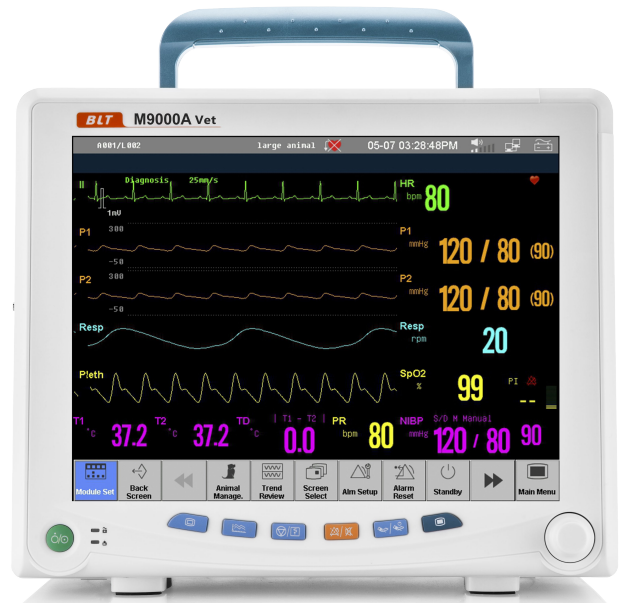 BLT M9000A Vet
A001/L002 large animal 05-07 03:28:48PM
II Diagnosis 25mm/s HR
bpm 80
1mV
P1 300 P1
mmHg 120 / 80 (90)
-50
P2 300 P2
mmHg 120 / 80 (90)
-50
Resp Resp
rpm 20
Pleth SpO2
% 99 PI --
T1 T2 TD | T1 - T2 | PR NIBP S/D M Manual
°c 37.2 °c 37.2 °c 0.0 bpm 80 mmHg 120 / 80 90
Module Set
Back Screen
Animal Manage.
Trend Review
Screen Select
Alm Setup
Alarm Reset
Standby
Main Menu